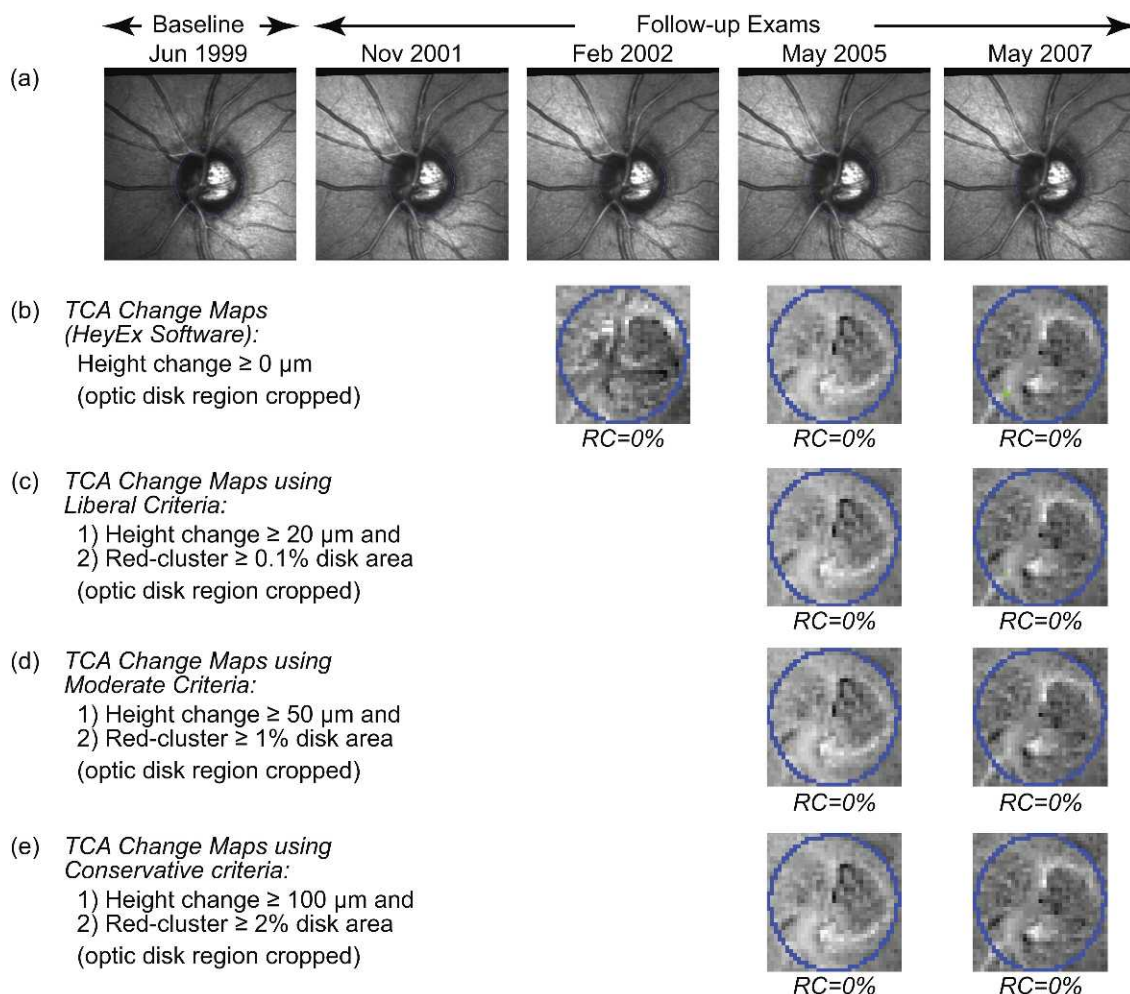 Baseline
Follow-up Exams
Jun 1999
Nov 2001
Feb 2002
May 2005
May 2007
(a)
(b) TCA Change Maps
(HeyEx Software):
Height change ≥ 0 µm
(optic disk region cropped)
RC=0%
RC=0%
RC=0%
(c) TCA Change Maps using
Liberal Criteria:
1) Height change ≥ 20 µm and
2) Red-cluster ≥ 0.1% disk area
(optic disk region cropped)
RC=0%
RC=0%
(d) TCA Change Maps using
Moderate Criteria:
1) Height change ≥ 50 µm and
2) Red-cluster ≥ 1% disk area
(optic disk region cropped)
RC=0%
RC=0%
(e) TCA Change Maps using
Conservative criteria:
1) Height change ≥ 100 µm and
2) Red-cluster ≥ 2% disk area
(optic disk region cropped)
RC=0%
RC=0%